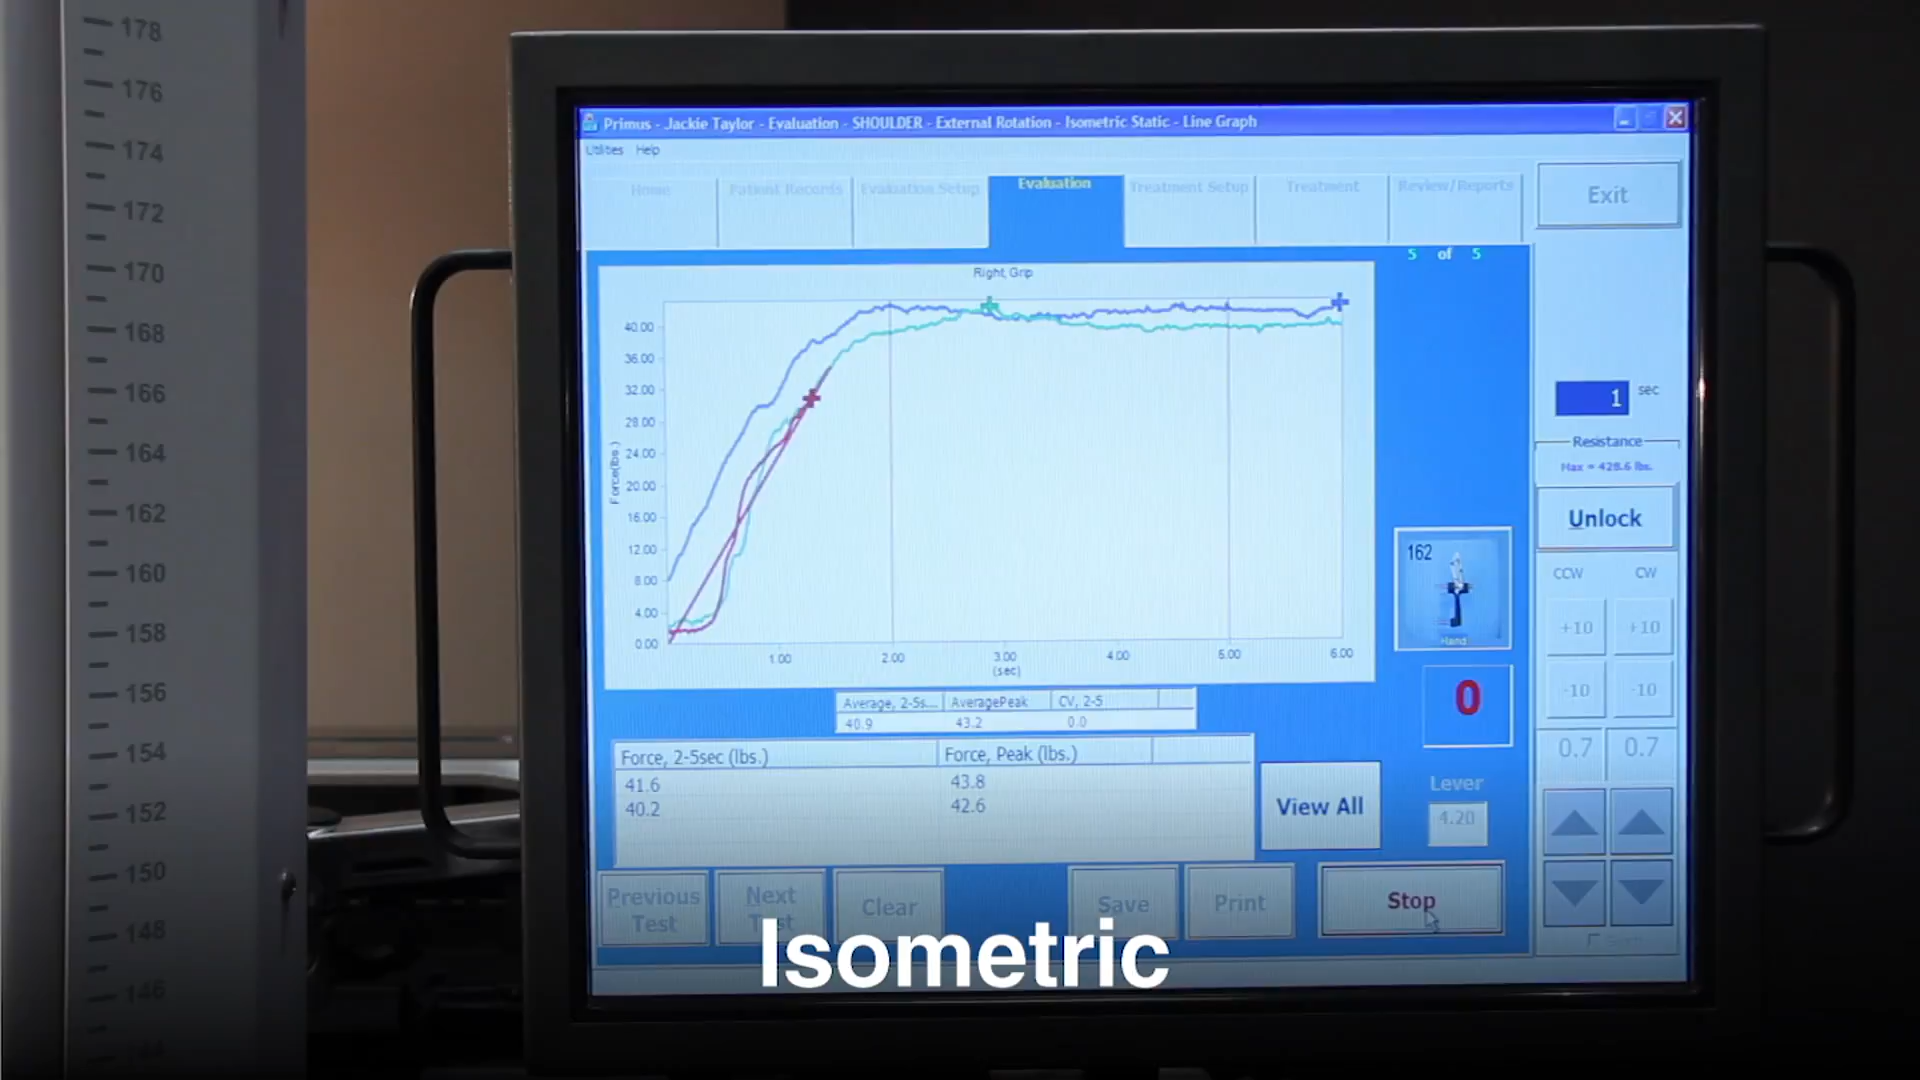 178
176
174
172
170
168
166
164
162
160
158
156
154
152
150
148
146
Primus - Jackie Taylor - Evaluation - SHOULDER - External Rotation - Isometric Static - Line Graph
Utilities Help
Home Patient Records Evaluation Setup Evaluation Treatment Setup Treatment Review/Reports Exit
5 of 5
Right, Grip
40.00
36.00
32.00
28.00
24.00
20.00
16.00
12.00
8.00
4.00
0.00
Force(lbs.)
1.00 2.00 3.00 4.00 5.00 6.00
(sec)
1 sec
Resistance
Max = 428.6 lbs.
Unlock
CCW CW
+10 +10
-10 -10
0.7 0.7
162
Hand
0
Lever
4.20
Average, 2-5s... AveragePeak CV, 2-5
40.9 43.2 0.0
Force, 2-5sec (lbs.) Force, Peak (lbs.)
41.6 43.8
40.2 42.6
View All
Previous Test
Next Test
Clear
Save
Print
Stop
Isometric